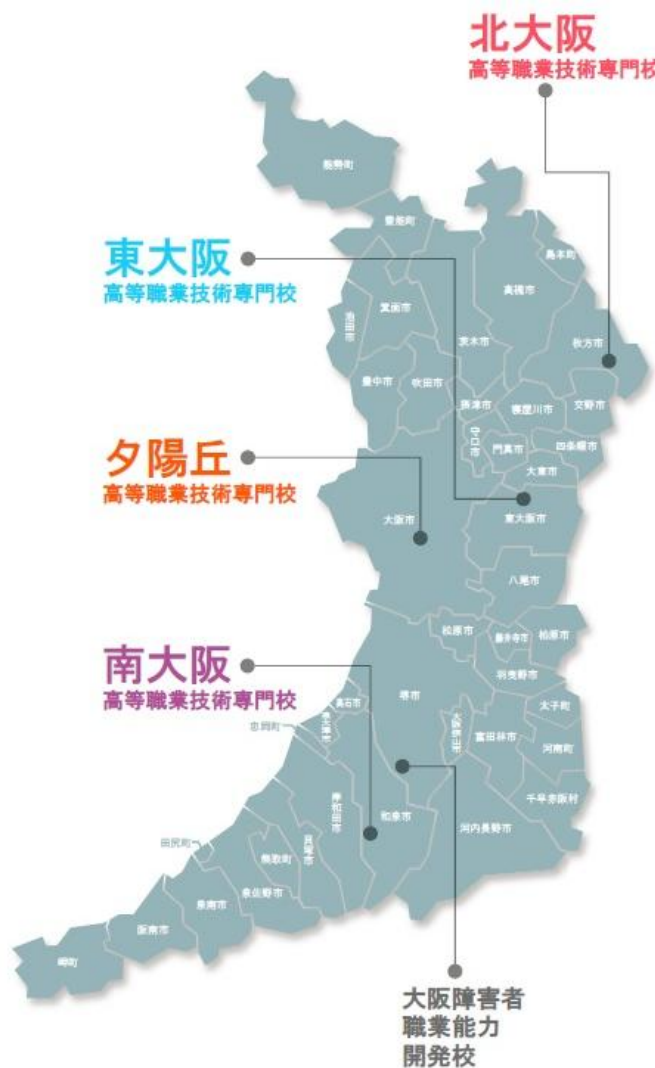 北大阪
高等職業技術専門校
能勢町
豊能町
島本町
高槻市
東大阪
高等職業技術専門校
箕面市
池田市
茨木市
枚方市
豊中市
吹田市
摂津市
寝屋川市
交野市
守口市
門真市
四条畷市
大東市
夕陽丘
高等職業技術専門校
大阪市
東大阪市
八尾市
松原市
藤井寺市
柏原市
南大阪
高等職業技術専門校
羽曳野市
堺市
高石市
太子町
忠岡町
泉大津市
大阪狭山市
富田林市
河南町
千早赤阪村
岸和田市
和泉市
河内長野市
田尻町
貝塚市
熊取町
泉佐野市
泉南市
阪南市
岬町
大阪障害者
職業能力
開発校